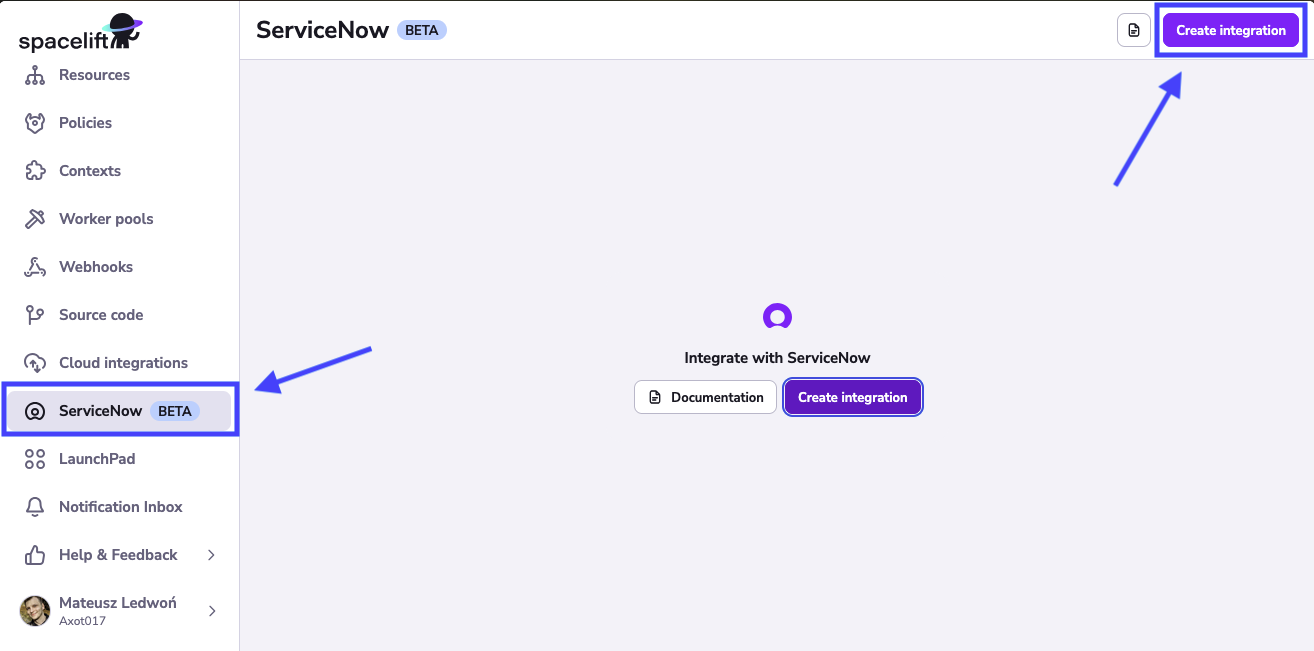 spacelift
Resources
Policies
Contexts
Worker pools
Webhooks
Source code
Cloud integrations
ServiceNow BETA
LaunchPad
Notification Inbox
Help & Feedback
Mateusz Ledwoń
Axot017
ServiceNow BETA
Create integration
Integrate with ServiceNow
Documentation Create integration